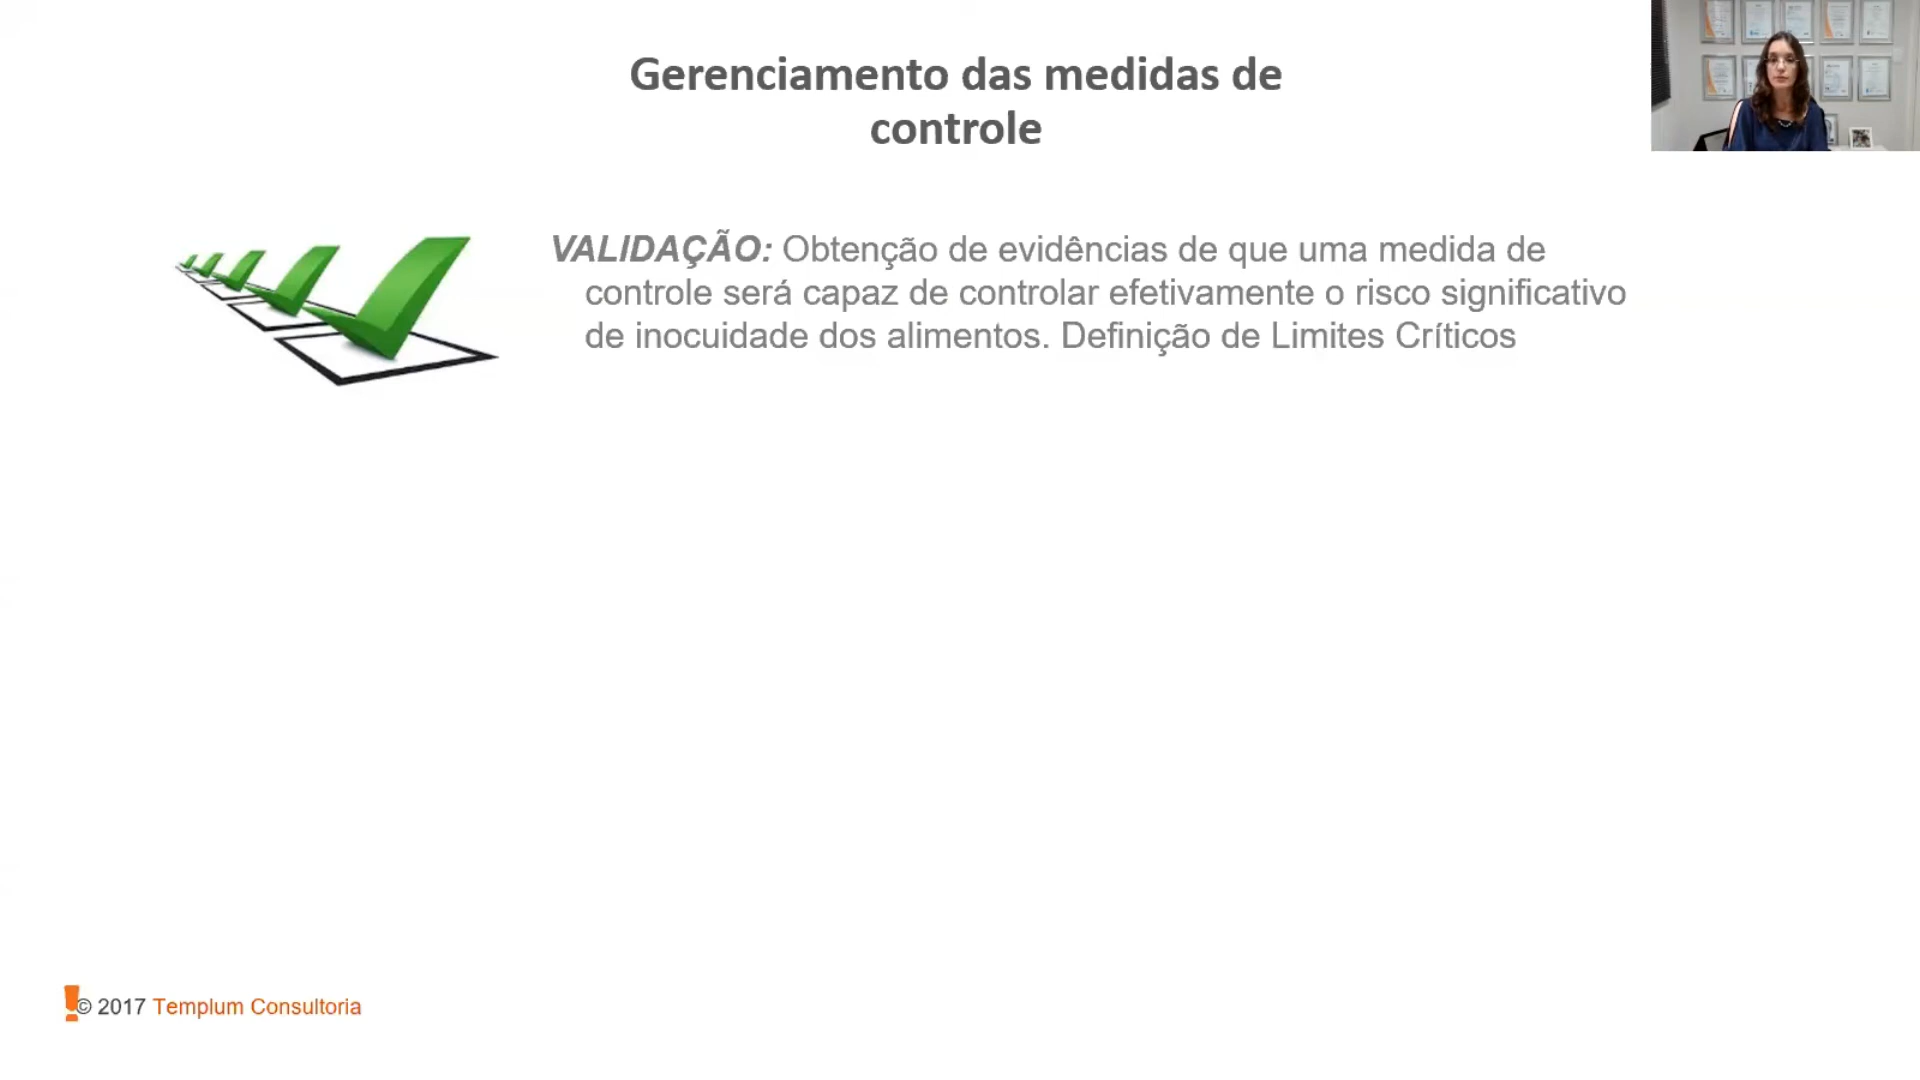 Gerenciamento das medidas de
controle
VALIDAÇÃO: Obtenção de evidências de que uma medida de
controle será capaz de controlar efetivamente o risco significativo
de inocuidade dos alimentos. Definição de Limites Críticos
© 2017 Templum Consultoria